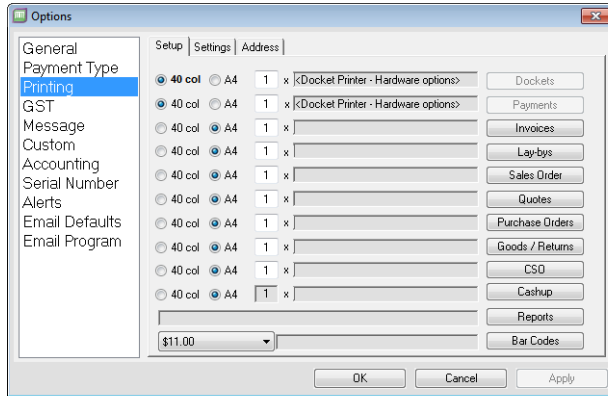 Options
General
Payment Type
Printing
GST
Message
Custom
Accounting
Serial Number
Alerts
Email Defaults
Email Program
Setup Settings Address
40 col A4 1 x <Docket Printer - Hardware options> Dockets
40 col A4 1 x <Docket Printer - Hardware options> Payments
40 col A4 1 x Invoices
40 col A4 1 x Lay-bys
40 col A4 1 x Sales Order
40 col A4 1 x Quotes
40 col A4 1 x Purchase Orders
40 col A4 1 x Goods / Returns
40 col A4 1 x CSO
40 col A4 1 x Cashup
Reports
$11.00 Bar Codes
OK Cancel Apply